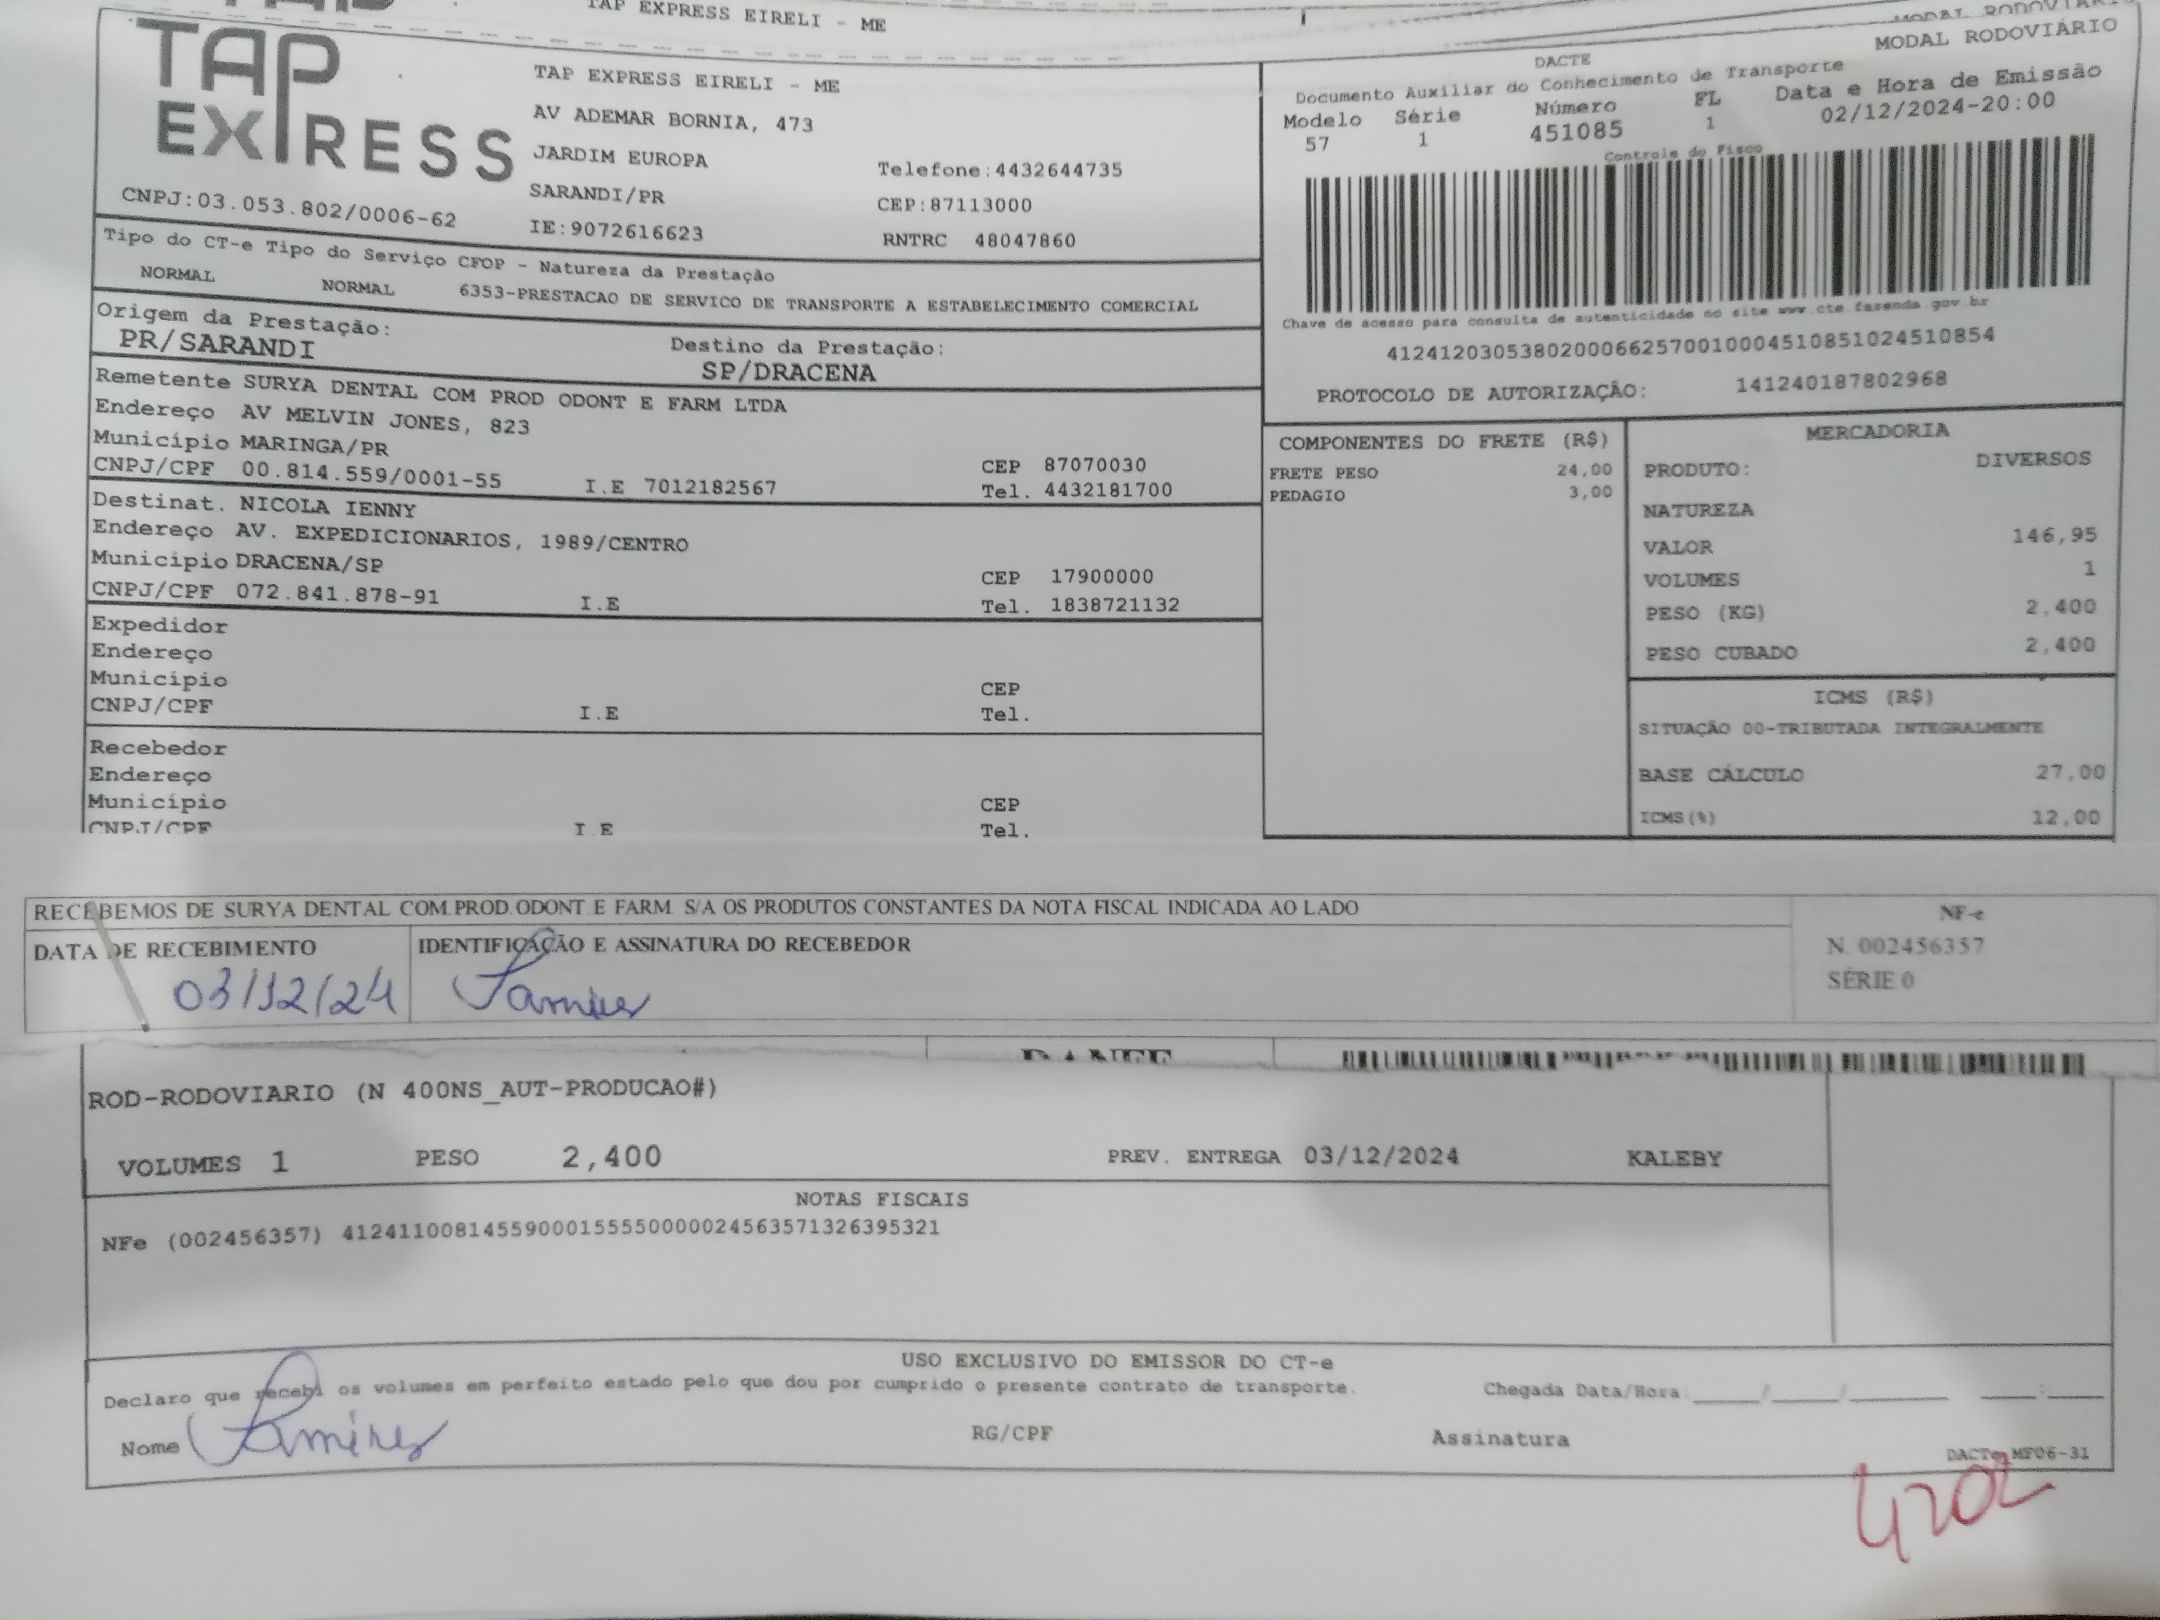 TAP EXPRESS EIRELI - ME
MODAL RODOVIÁRIO
TAP EXPRESS
CNPJ:03.053.802/0006-62
TAP EXPRESS EIRELI - ME
AV ADEMAR BORNIA, 473
JARDIM EUROPA
SARANDI/PR
IE:9072616623
Telefone:4432644735
CEP:87113000
RNTRC 48047860
MODAL RODOVIÁRIO
DACTE
Documento Auxiliar do Conhecimento de Transporte
Modelo Série Número FL Data e Hora de Emissão
57 1 451085 1 02/12/2024-20:00
Controle do Fisco
Chave de acesso para consulta de autenticidade no site www.cte.fazenda.gov.br
41241203053802000662570010004510851024510854
PROTOCOLO DE AUTORIZAÇÃO: 141240187802968
Tipo do CT-e Tipo do Serviço CFOP - Natureza da Prestação
NORMAL NORMAL 6353-PRESTACAO DE SERVICO DE TRANSPORTE A ESTABELECIMENTO COMERCIAL
Origem da Prestação: Destino da Prestação:
PR/SARANDI SP/DRACENA
Remetente SURYA DENTAL COM PROD ODONT E FARM LTDA
Endereço AV MELVIN JONES, 823
Município MARINGA/PR CEP 87070030
CNPJ/CPF 00.814.559/0001-55 I.E 7012182567 Tel. 4432181700
Destinat. NICOLA IENNY
Endereço AV. EXPEDICIONARIOS, 1989/CENTRO
Município DRACENA/SP CEP 17900000
CNPJ/CPF 072.841.878-91 I.E Tel. 1838721132
Expedidor
Endereço
Município CEP
CNPJ/CPF I.E Tel.
Recebedor
Endereço
Município CEP
CNPJ/CPF I.E Tel.
COMPONENTES DO FRETE (R$)
FRETE PESO 24,00
PEDAGIO 3,00
MERCADORIA
PRODUTO: DIVERSOS
NATUREZA
VALOR 146,95
VOLUMES 1
PESO (KG) 2,400
PESO CUBADO 2,400
ICMS (R$)
SITUAÇÃO 00-TRIBUTADA INTEGRALMENTE
BASE CÁLCULO 27,00
ICMS(%) 12,00
RECEBEMOS DE SURYA DENTAL COM.PROD.ODONT.E FARM. S/A OS PRODUTOS CONSTANTES DA NOTA FISCAL INDICADA AO LADO
DATA DE RECEBIMENTO IDENTIFICAÇÃO E ASSINATURA DO RECEBEDOR
03/12/24
NF-e
N. 002456357
SÉRIE 0
DANFE
ROD-RODOVIARIO (N 400NS_AUT-PRODUCAO#)
VOLUMES 1 PESO 2,400 PREV. ENTREGA 03/12/2024 KALEBY
NOTAS FISCAIS
NFe (002456357) 41241100814559000155550000024563571326395321
USO EXCLUSIVO DO EMISSOR DO CT-e
Declaro que recebi os volumes em perfeito estado pelo que dou por cumprido o presente contrato de transporte. Chegada Data/Hora ____/____/____ ____:____
Nome RG/CPF Assinatura
DACTe MF06-31